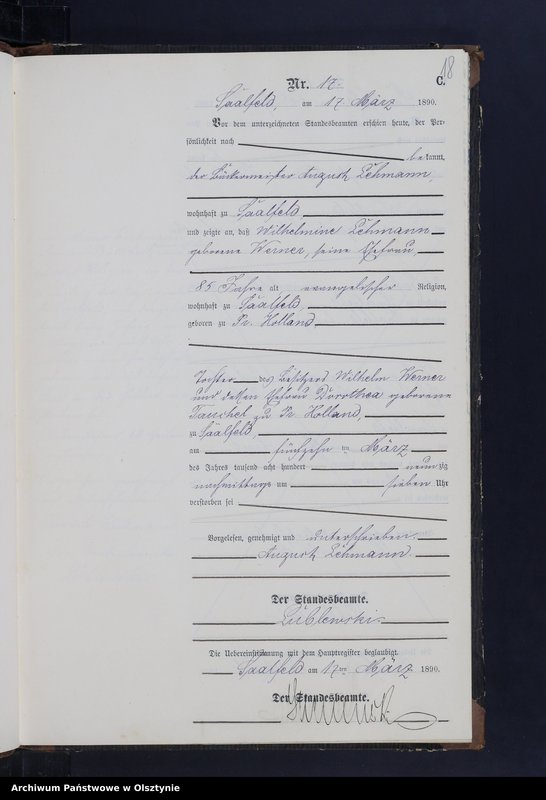 18
Nr. 17. C.
Saalfeld, am 17 März 1890.
Vor dem unterzeichneten Standesbeamten erschien heute, der Per-
sönlichkeit nach
bekannt,
der Bäckermeister August Lehmann,
wohnhaft zu Saalfeld,
und zeigte an, daß Wilhelmine Lehmann
geborene Werner, seine Ehefrau,
85 Jahre alt evangelischer Religion,
wohnhaft zu Saalfeld,
geboren zu Pr. Holland
Tochter des Besitzers Wilhelm Werner
und dessen Ehefrau Dorothea geborene
zu Pr. Holland,
zu Saalfeld,
am fünfzehn ten März
des Jahres tausend acht hundert neunzig
nachmittags um sieben Uhr
verstorben sei
Vorgelesen, genehmigt und unterschrieben.
August Lehmann.
Der Standesbeamte.
Lublewski.
Die Uebereinstimmung mit dem Hauptregister beglaubigt.
Saalfeld am 17ten März 1890.
Der Standesbeamte.
Archiwum Państwowe w Olsztynie